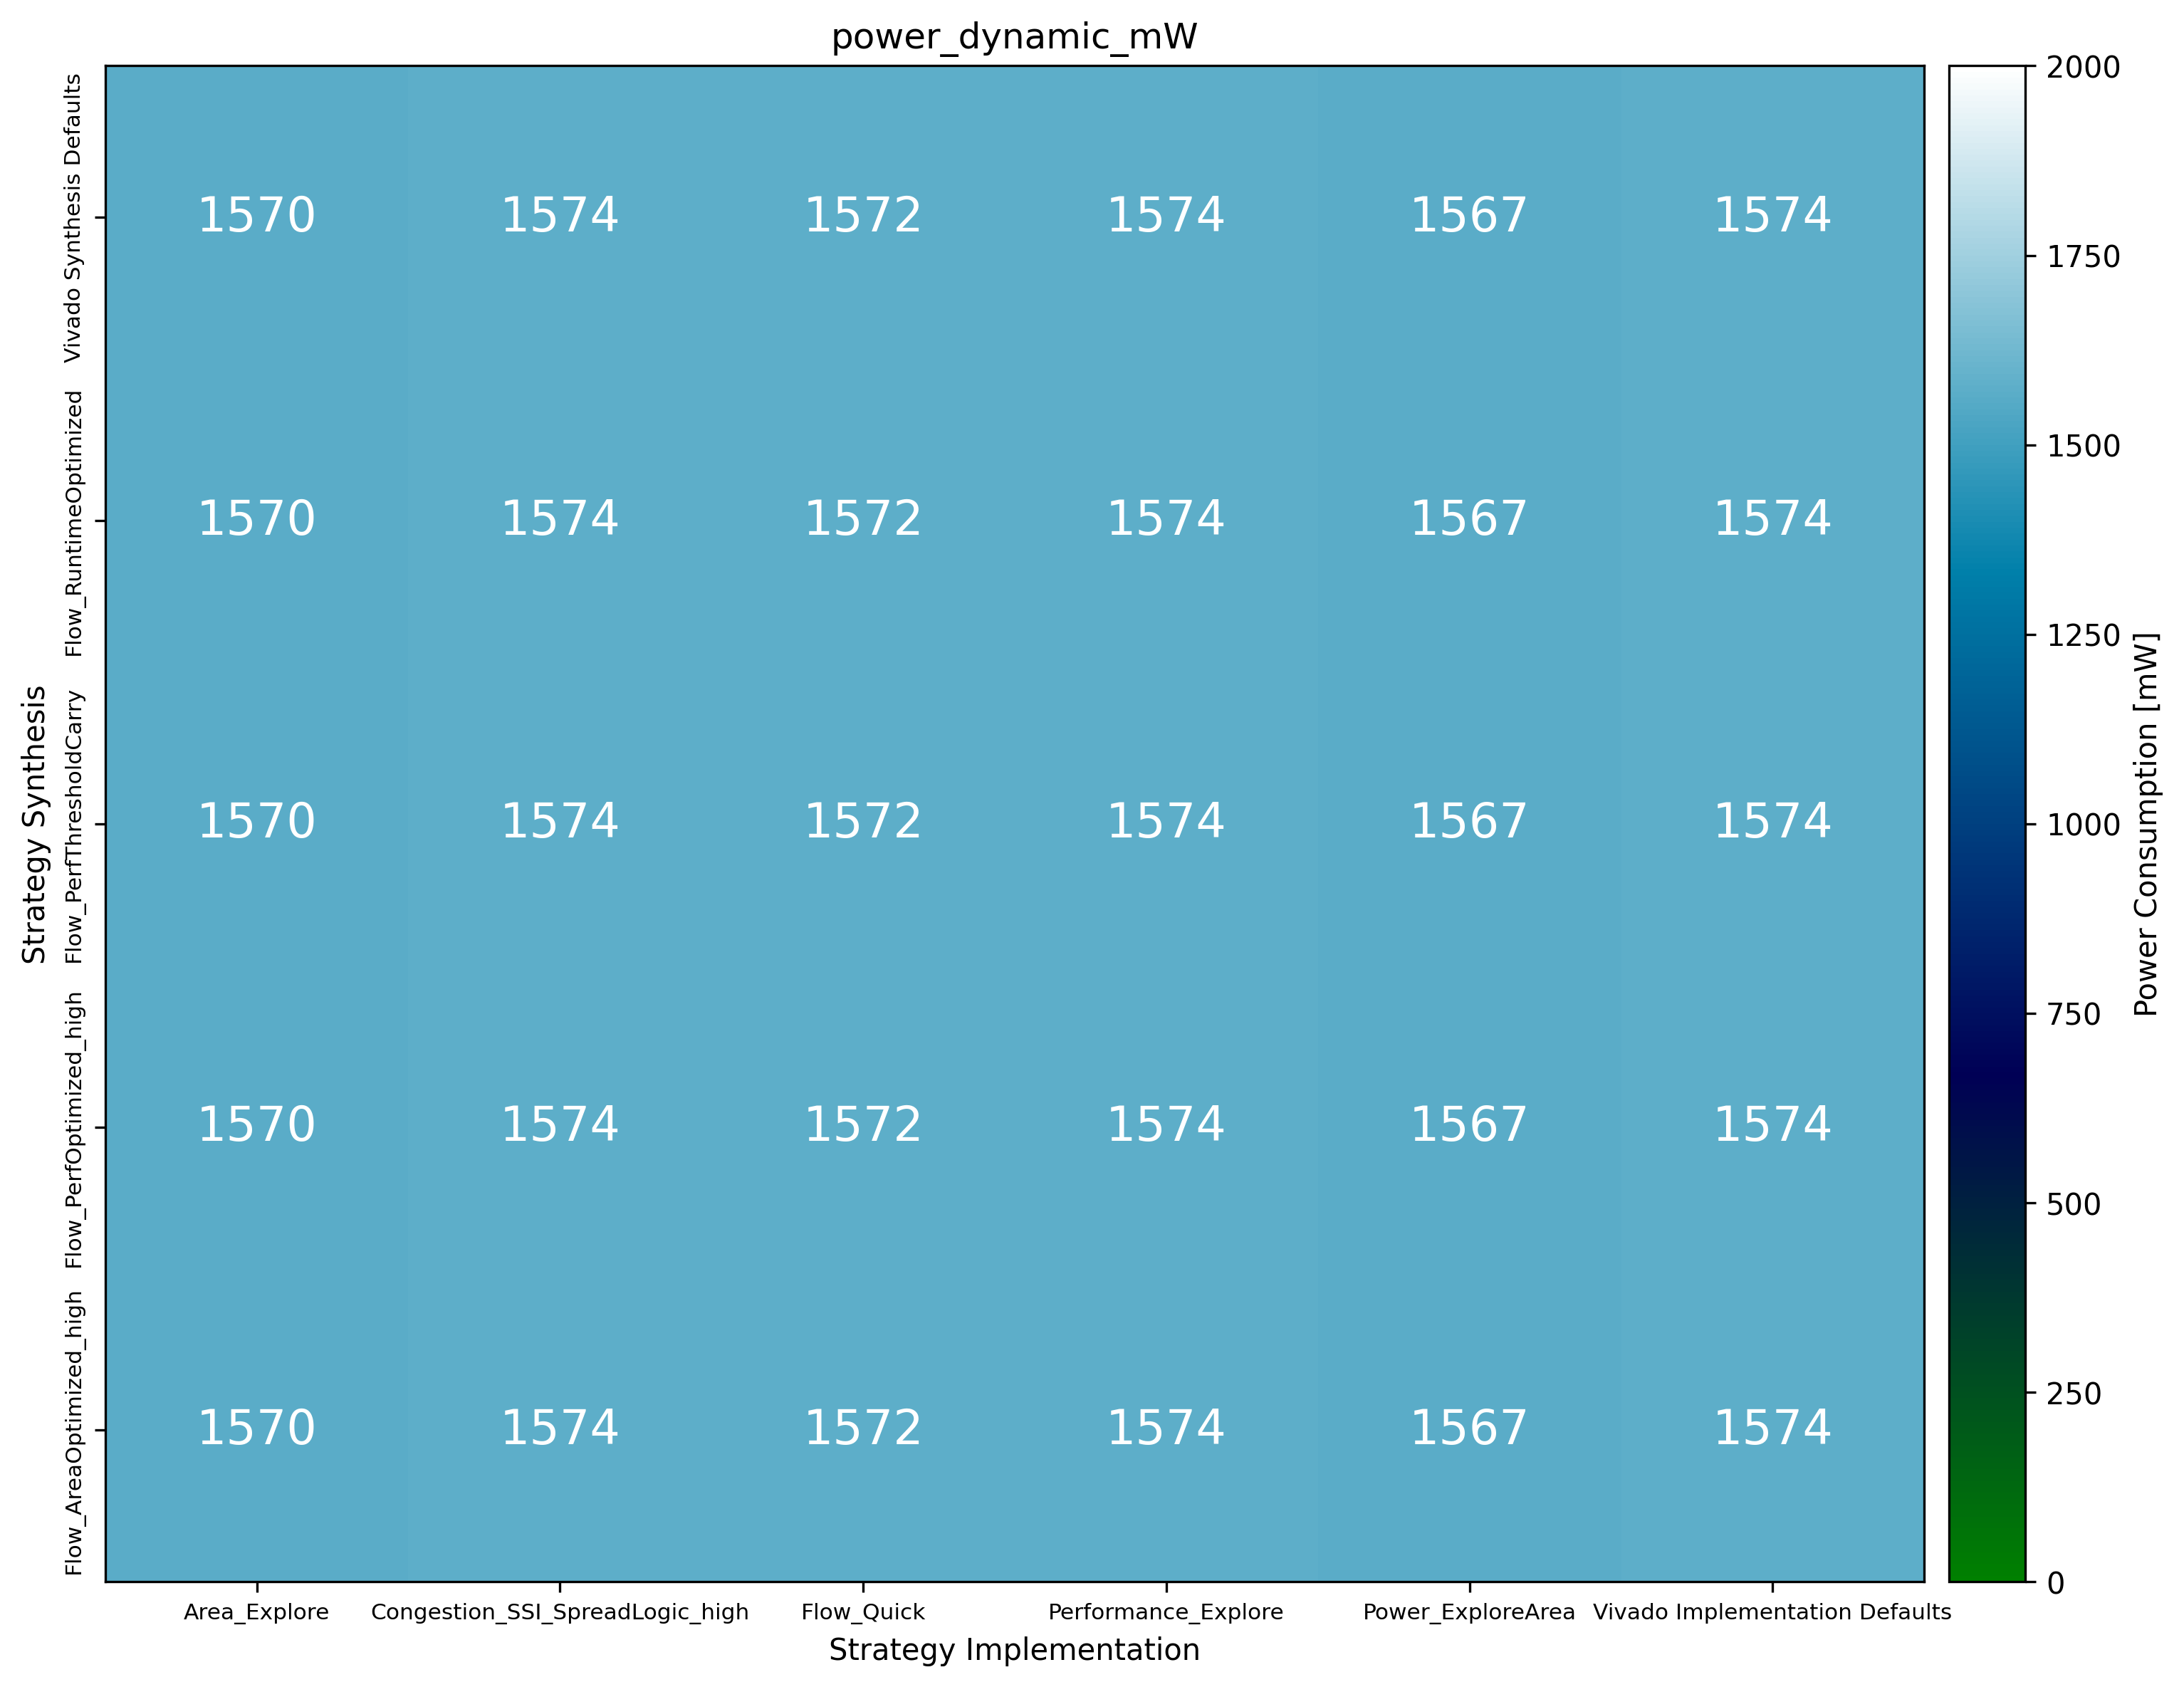 power_dynamic_mW
Strategy Synthesis
Vivado Synthesis Defaults
1570 1574 1572 1574 1567 1574
Flow_RuntimeOptimized
1570 1574 1572 1574 1567 1574
Flow_PerfThresholdCarry
1570 1574 1572 1574 1567 1574
Flow_PerfOptimized_high
1570 1574 1572 1574 1567 1574
Flow_AreaOptimized_high
1570 1574 1572 1574 1567 1574
Area_Explore Congestion_SSI_SpreadLogic_high Flow_Quick Performance_Explore Power_ExploreArea Vivado Implementation Defaults
Strategy Implementation
2000
1750
1500
1250
1000
750
500
250
0
Power Consumption [mW]